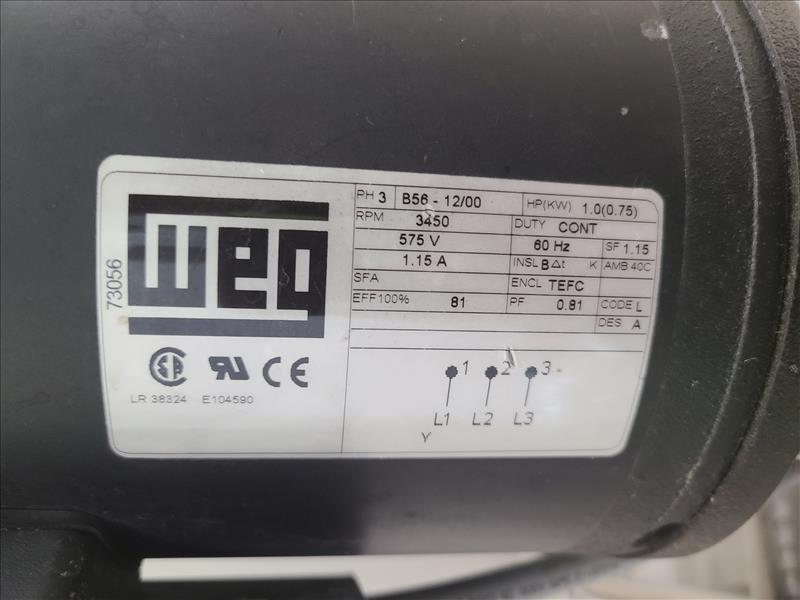 73056
WEG
LR 38324 E104590
PH 3 B56 - 12/00 HP(KW) 1.0(0.75)
RPM 3450 DUTY CONT
575 V 60 Hz SF 1.15
1.15 A INSL B Δt K AMB 40C
SFA ENCL TEFC
EFF100% 81 PF 0.81 CODE L
DES A
1 2 3
L1 L2 L3
Y